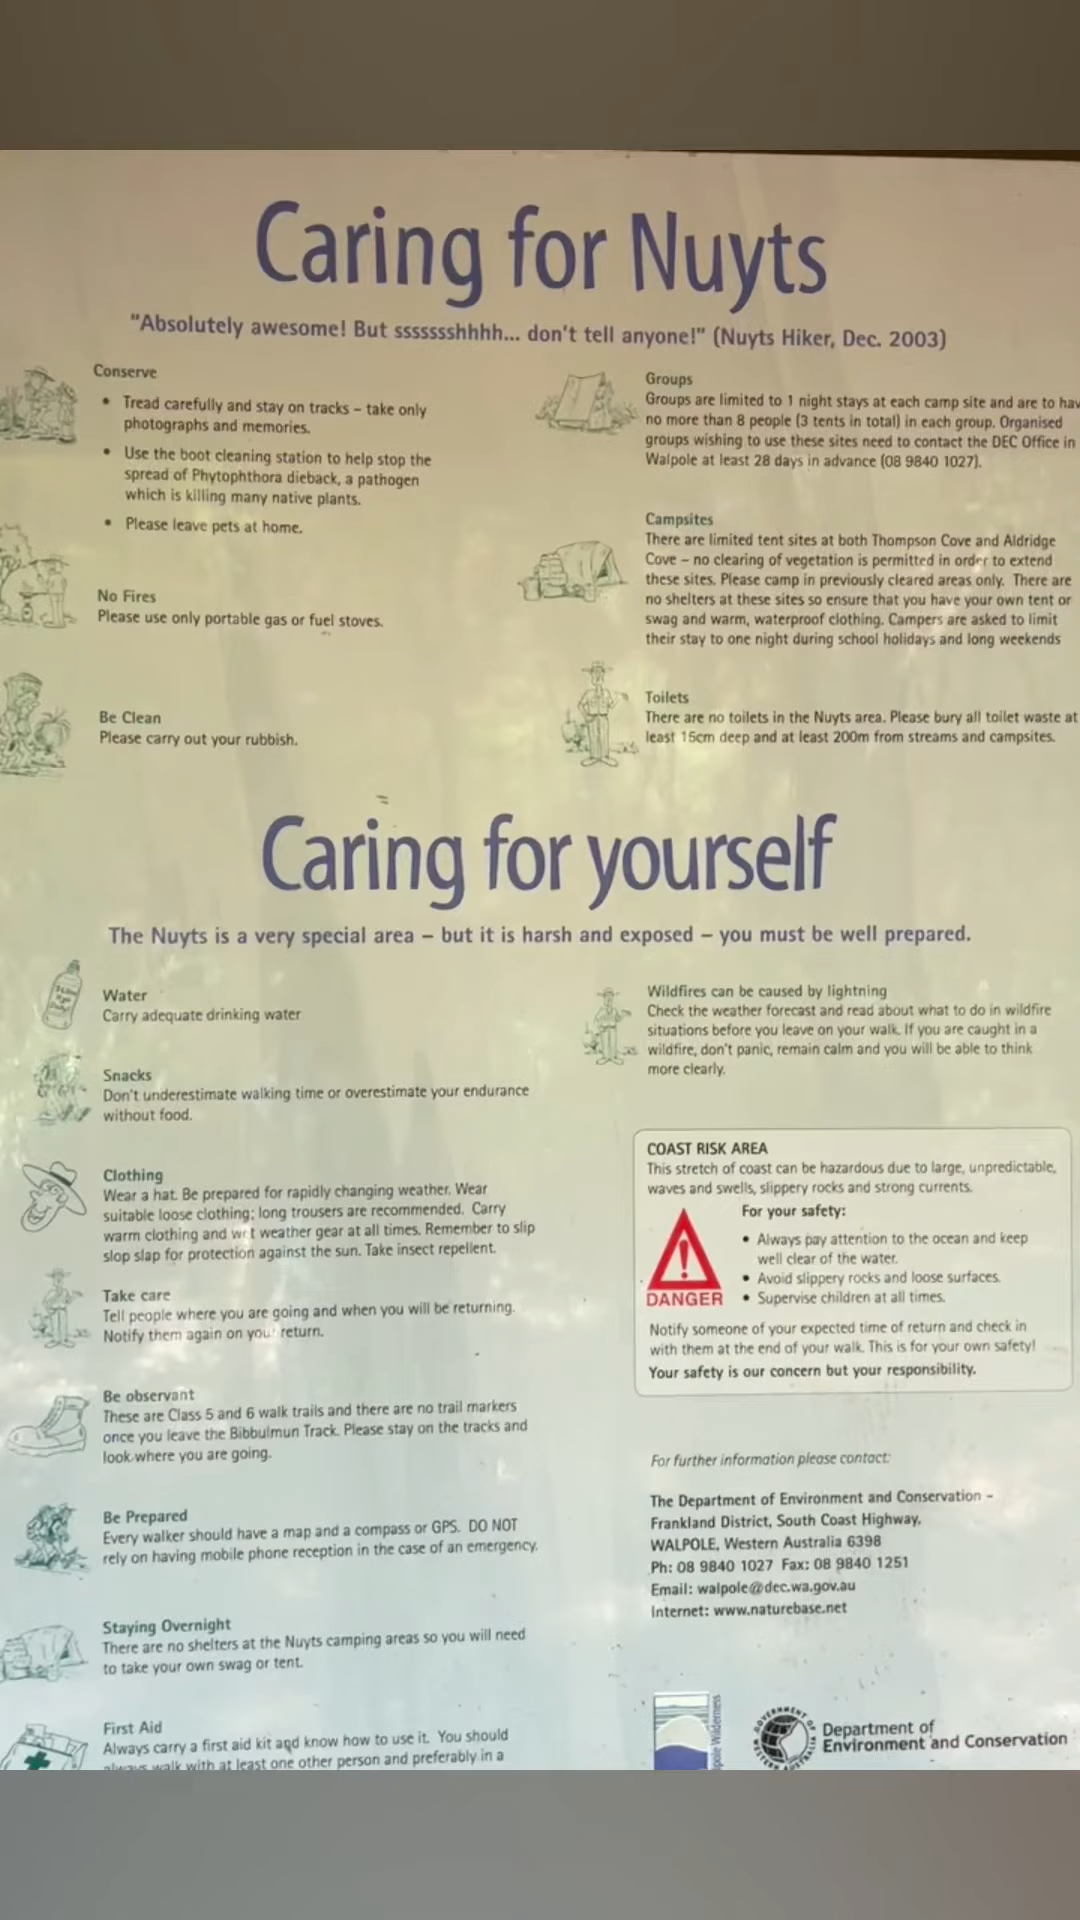 Caring for Nuyts
"Absolutely awesome! But ssssssshhhh... don't tell anyone!" (Nuyts Hiker, Dec. 2003)
Conserve
• Tread carefully and stay on tracks – take only
photographs and memories.
• Use the boot cleaning station to help stop the
spread of Phytophthora dieback, a pathogen
which is killing many native plants.
• Please leave pets at home.
No Fires
Please use only portable gas or fuel stoves.
Be Clean
Please carry out your rubbish.
Groups
Groups are limited to 1 night stays at each camp site and are to hav
no more than 8 people (3 tents in total) in each group. Organised
groups wishing to use these sites need to contact the DEC Office in
Walpole at least 28 days in advance (08 9840 1027).
Campsites
There are limited tent sites at both Thompson Cove and Aldridge
Cove – no clearing of vegetation is permitted in order to extend
these sites. Please camp in previously cleared areas only. There are
no shelters at these sites so ensure that you have your own tent or
swag and warm, waterproof clothing. Campers are asked to limit
their stay to one night during school holidays and long weekends
Toilets
There are no toilets in the Nuyts area. Please bury all toilet waste at
least 15cm deep and at least 200m from streams and campsites.
Caring for yourself
The Nuyts is a very special area – but it is harsh and exposed – you must be well prepared.
Water
Carry adequate drinking water
Snacks
Don't underestimate walking time or overestimate your endurance
without food.
Clothing
Wear a hat. Be prepared for rapidly changing weather. Wear
suitable loose clothing; long trousers are recommended. Carry
warm clothing and wet weather gear at all times. Remember to slip
slop slap for protection against the sun. Take insect repellent.
Take care
Tell people where you are going and when you will be returning.
Notify them again on your return.
Be observant
These are Class 5 and 6 walk trails and there are no trail markers
once you leave the Bibbulmun Track. Please stay on the tracks and
look where you are going.
Be Prepared
Every walker should have a map and a compass or GPS. DO NOT
rely on having mobile phone reception in the case of an emergency.
Staying Overnight
There are no shelters at the Nuyts camping areas so you will need
to take your own swag or tent.
First Aid
Always carry a first aid kit and know how to use it. You should
always walk with at least one other person and preferably in a
Wildfires can be caused by lightning
Check the weather forecast and read about what to do in wildfire
situations before you leave on your walk. If you are caught in a
wildfire, don't panic, remain calm and you will be able to think
more clearly.
COAST RISK AREA
This stretch of coast can be hazardous due to large, unpredictable,
waves and swells, slippery rocks and strong currents.
For your safety:
• Always pay attention to the ocean and keep
well clear of the water.
• Avoid slippery rocks and loose surfaces.
• Supervise children at all times.
DANGER
Notify someone of your expected time of return and check in
with them at the end of your walk. This is for your own safety!
Your safety is our concern but your responsibility.
For further information please contact:
The Department of Environment and Conservation –
Frankland District, South Coast Highway,
WALPOLE, Western Australia 6398
Ph: 08 9840 1027 Fax: 08 9840 1251
Email: walpole@dec.wa.gov.au
Internet: www.naturebase.net
pole Wilderness
GOVERNMENT OF
Department of
Environment and Conservation